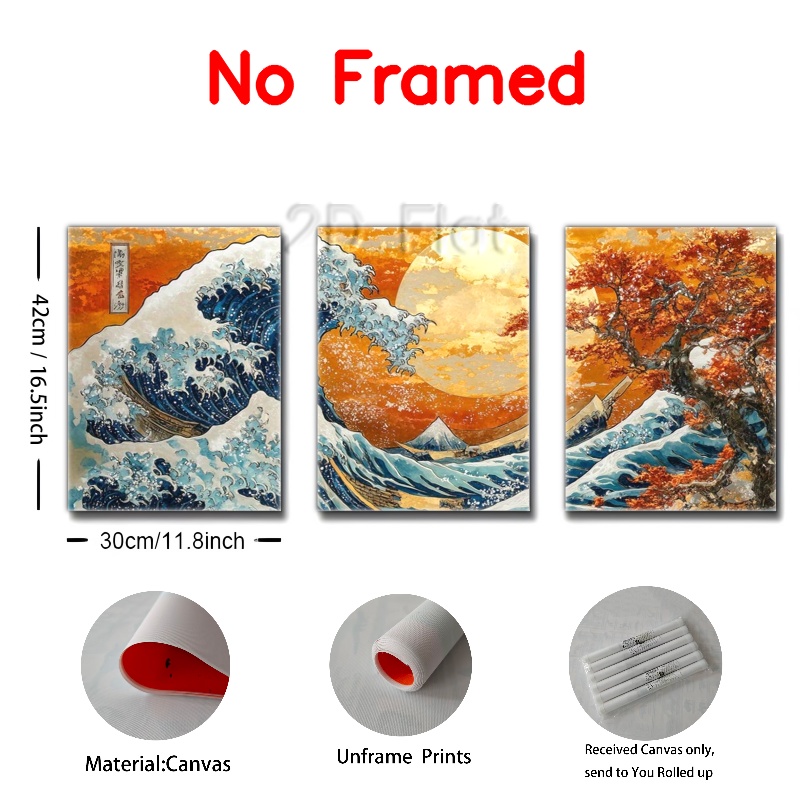 No Framed
2D Flat
42cm / 16.5inch
30cm/11.8inch
Material:Canvas
Unframe Prints
Received Canvas only,
send to You Rolled up